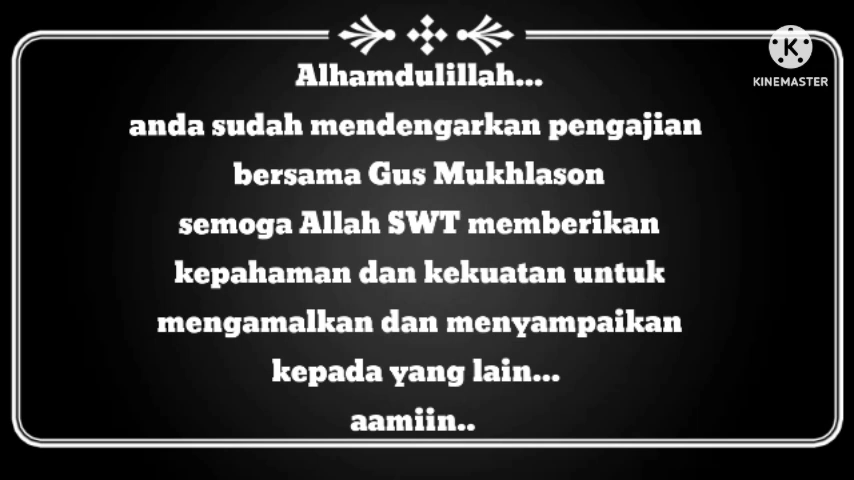 Alhamdulillah...
anda sudah mendengarkan pengajian
bersama Gus Mukhlason
semoga Allah SWT memberikan
kepahaman dan kekuatan untuk
mengamalkan dan menyampaikan
kepada yang lain...
aamiin..
K
KINEMASTER